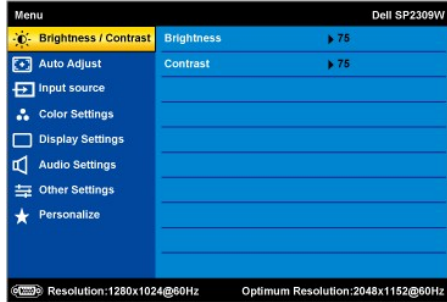 Menu Dell SP2309W
Brightness / Contrast Brightness 75
Auto Adjust Contrast 75
Input source
Color Settings
Display Settings
Audio Settings
Other Settings
Personalize
Resolution:1280x1024@60Hz Optimum Resolution:2048x1152@60Hz